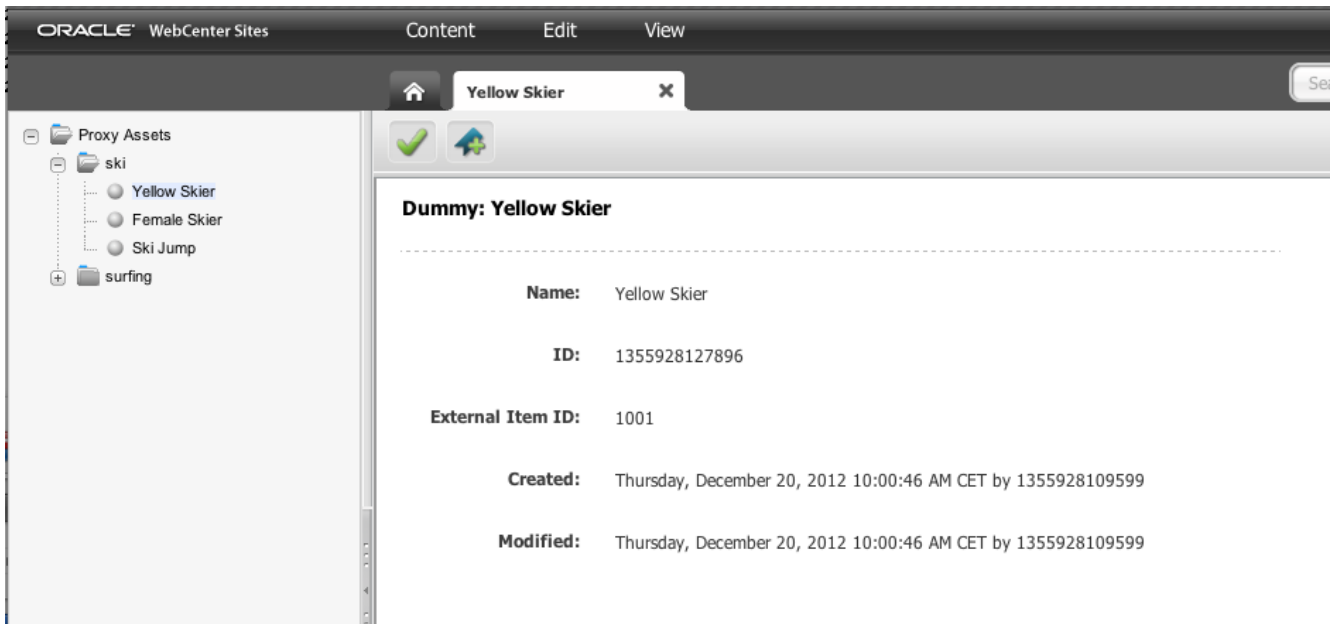 ORACLE WebCenter Sites Content Edit View
Yellow Skier
Proxy Assets
ski
Yellow Skier
Female Skier
Ski Jump
surfing
Dummy: Yellow Skier
Name: Yellow Skier
ID: 1355928127896
External Item ID: 1001
Created: Thursday, December 20, 2012 10:00:46 AM CET by 1355928109599
Modified: Thursday, December 20, 2012 10:00:46 AM CET by 1355928109599